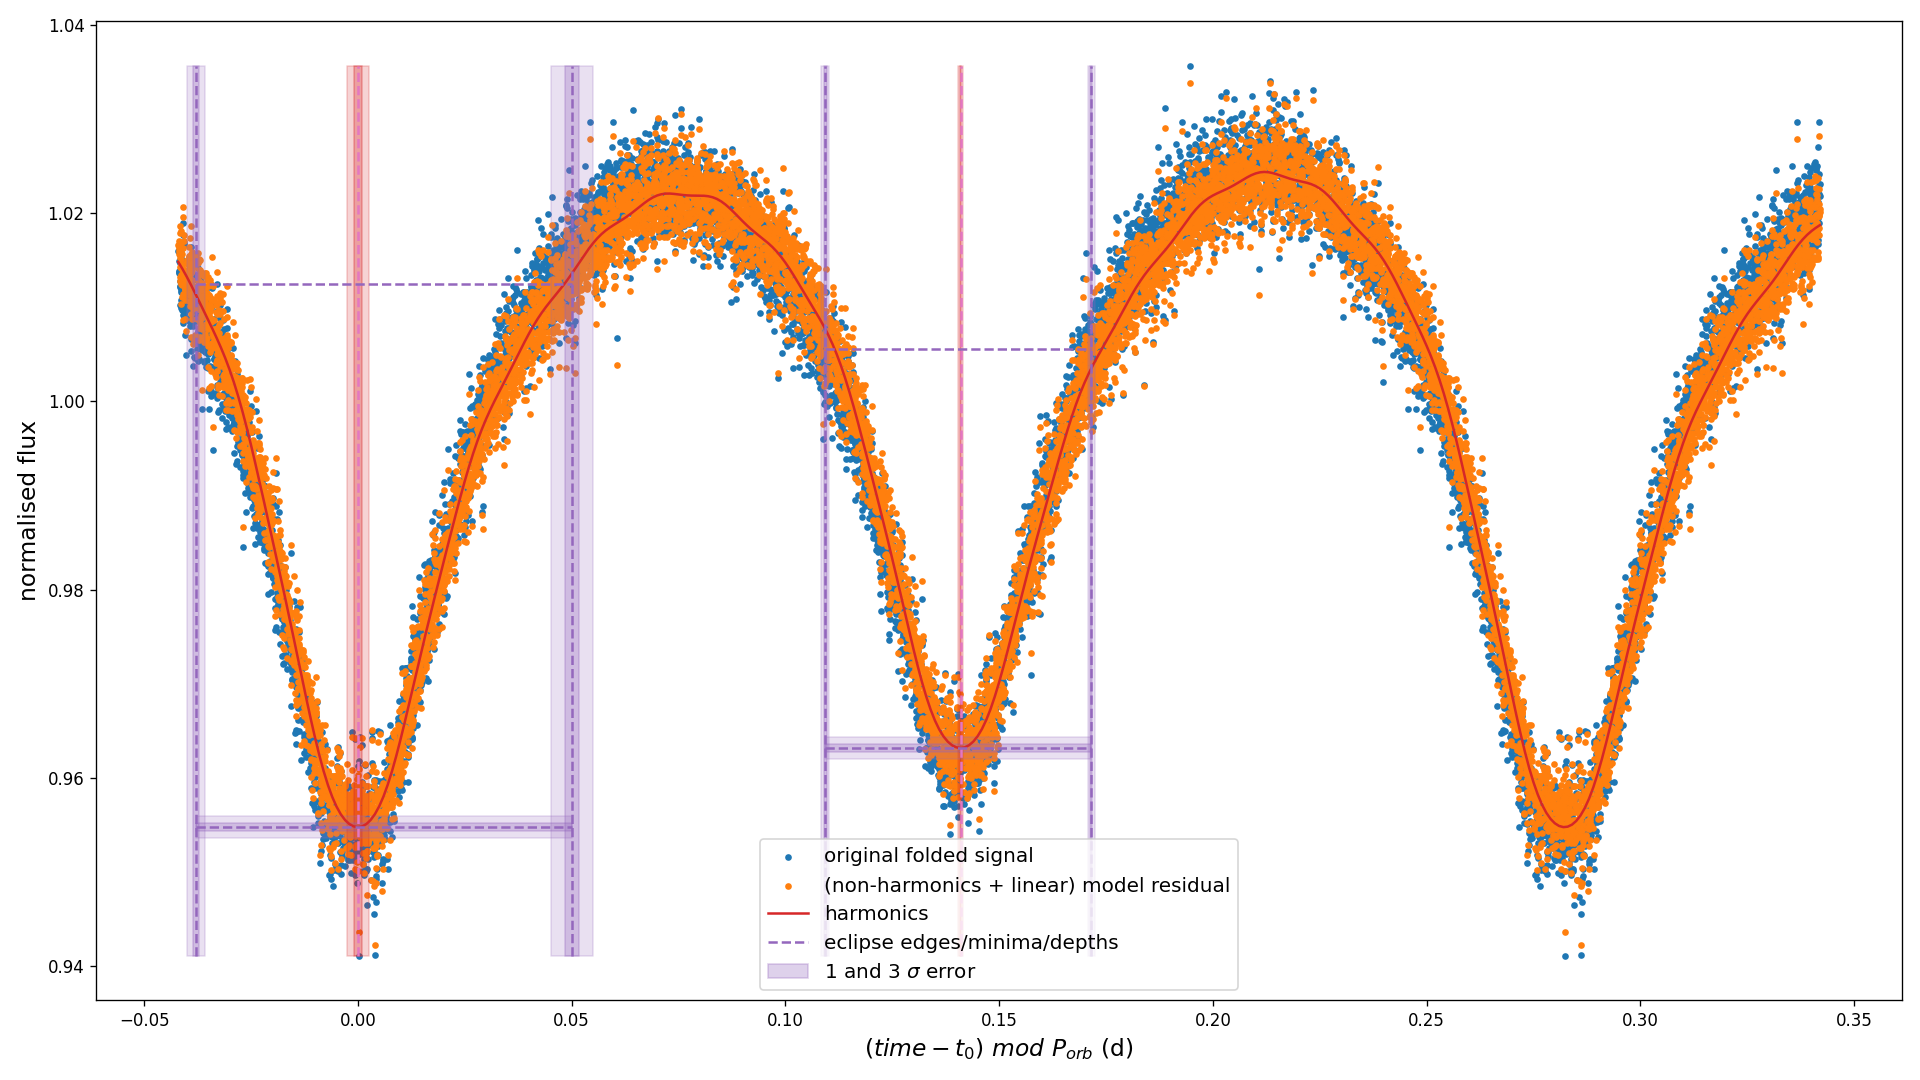 1.04
1.02
1.00
0.98
0.96
0.94
normalised flux
original folded signal
(non-harmonics + linear) model residual
harmonics
eclipse edges/minima/depths
1 and 3 σ error
−0.05 0.00 0.05 0.10 0.15 0.20 0.25 0.30 0.35
(time − t₀) mod Pₒᵣb (d)